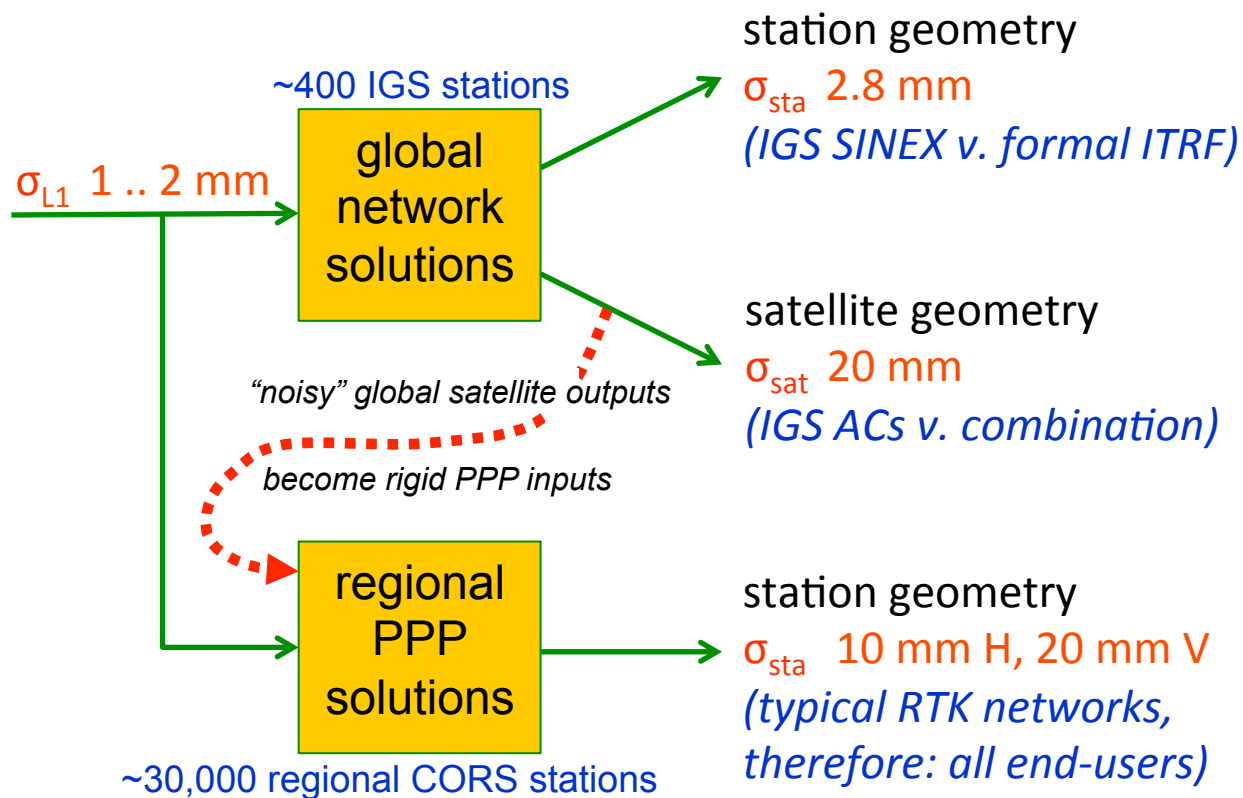 ~400 IGS stations
σL1 1 .. 2 mm
global
network
solutions
station geometry
σsta 2.8 mm
(IGS SINEX v. formal ITRF)
satellite geometry
σsat 20 mm
(IGS ACs v. combination)
“noisy” global satellite outputs
become rigid PPP inputs
regional
PPP
solutions
~30,000 regional CORS stations
station geometry
σsta 10 mm H, 20 mm V
(typical RTK networks,
therefore: all end-users)